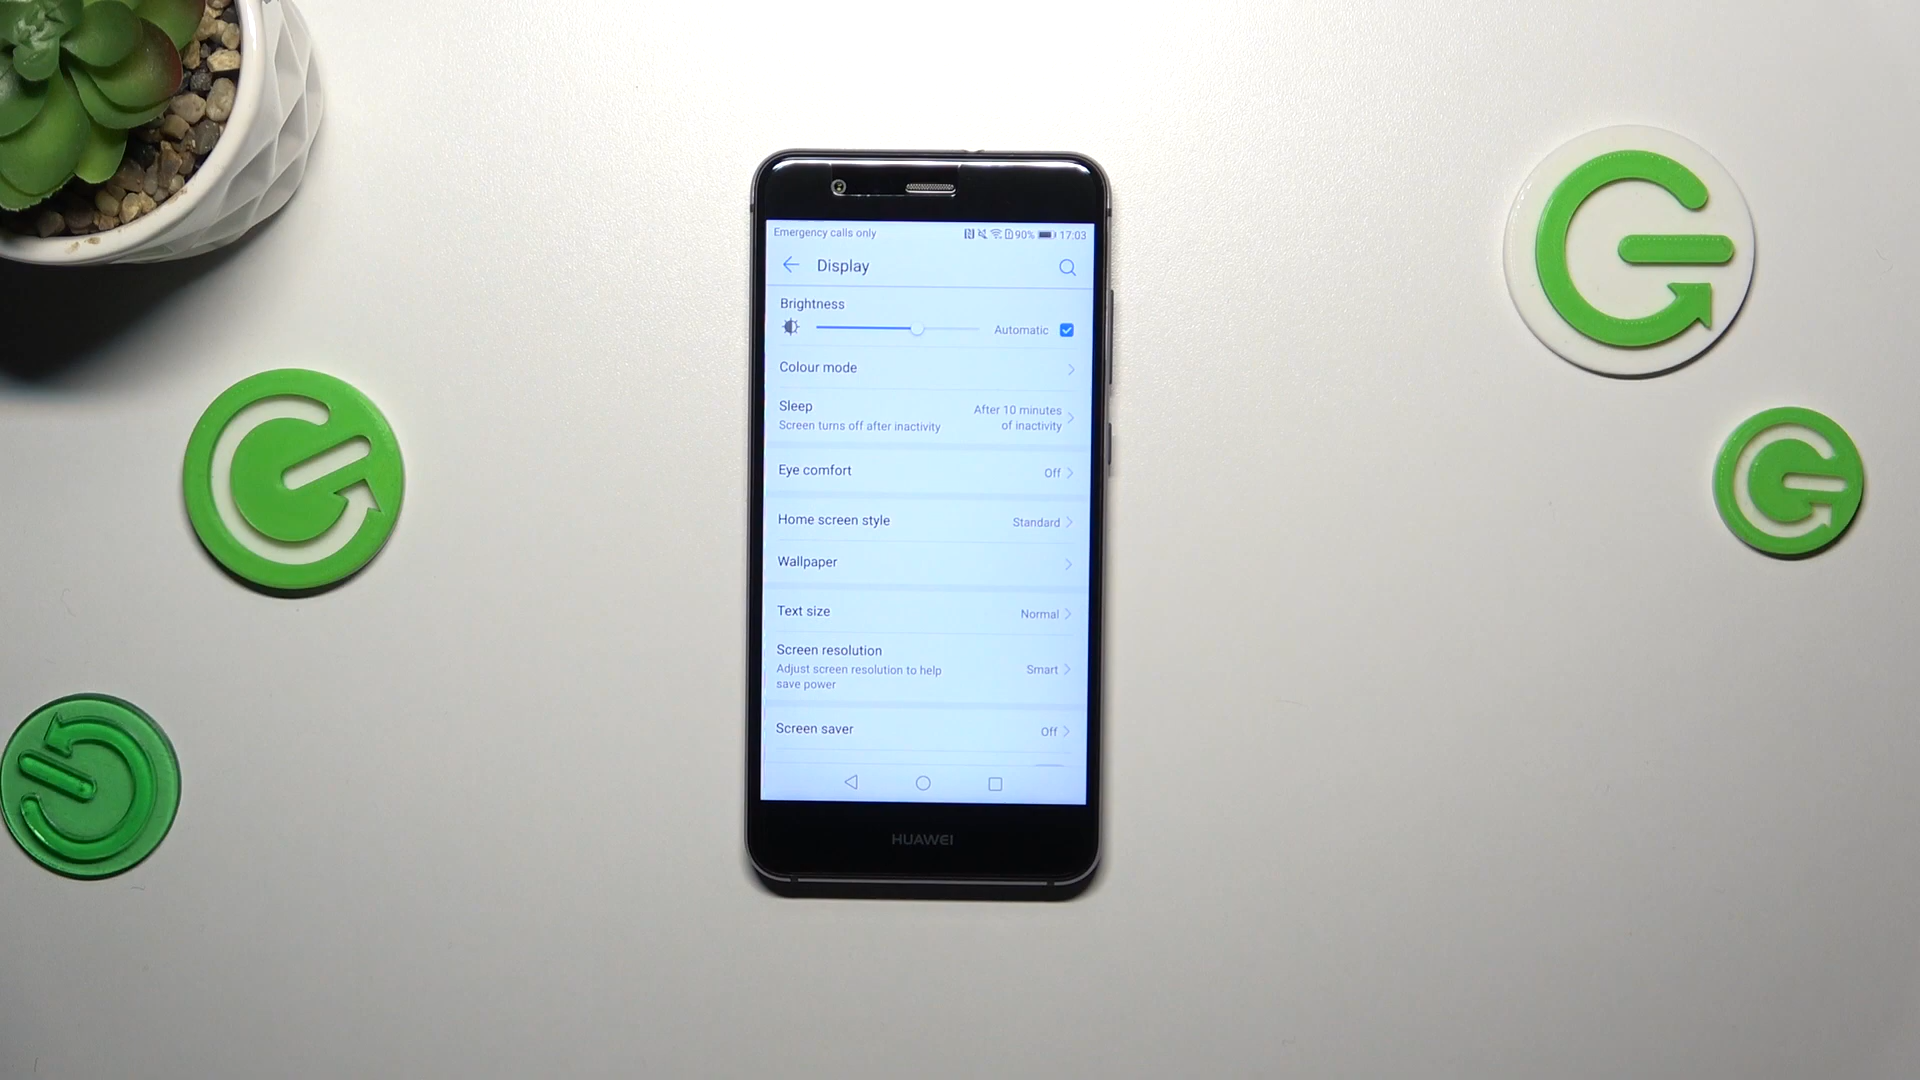 Emergency calls only 90% 17:03
Display
Brightness
Automatic
Colour mode
Sleep
Screen turns off after inactivity
After 10 minutes
of inactivity
Eye comfort Off
Home screen style Standard
Wallpaper
Text size Normal
Screen resolution
Adjust screen resolution to help
save power
Smart
Screen saver Off
HUAWEI